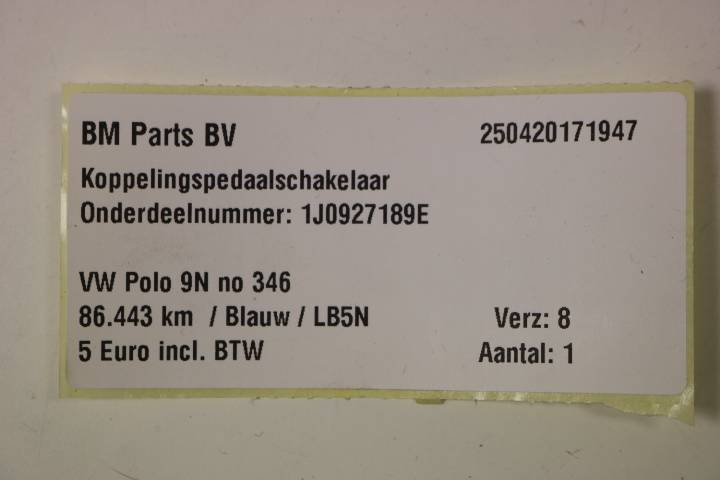 BM Parts BV 250420171947
Koppelingspedaalschakelaar
Onderdeelnummer: 1J0927189E
VW Polo 9N no 346
86.443 km / Blauw / LB5N Verz: 8
5 Euro incl. BTW Aantal: 1